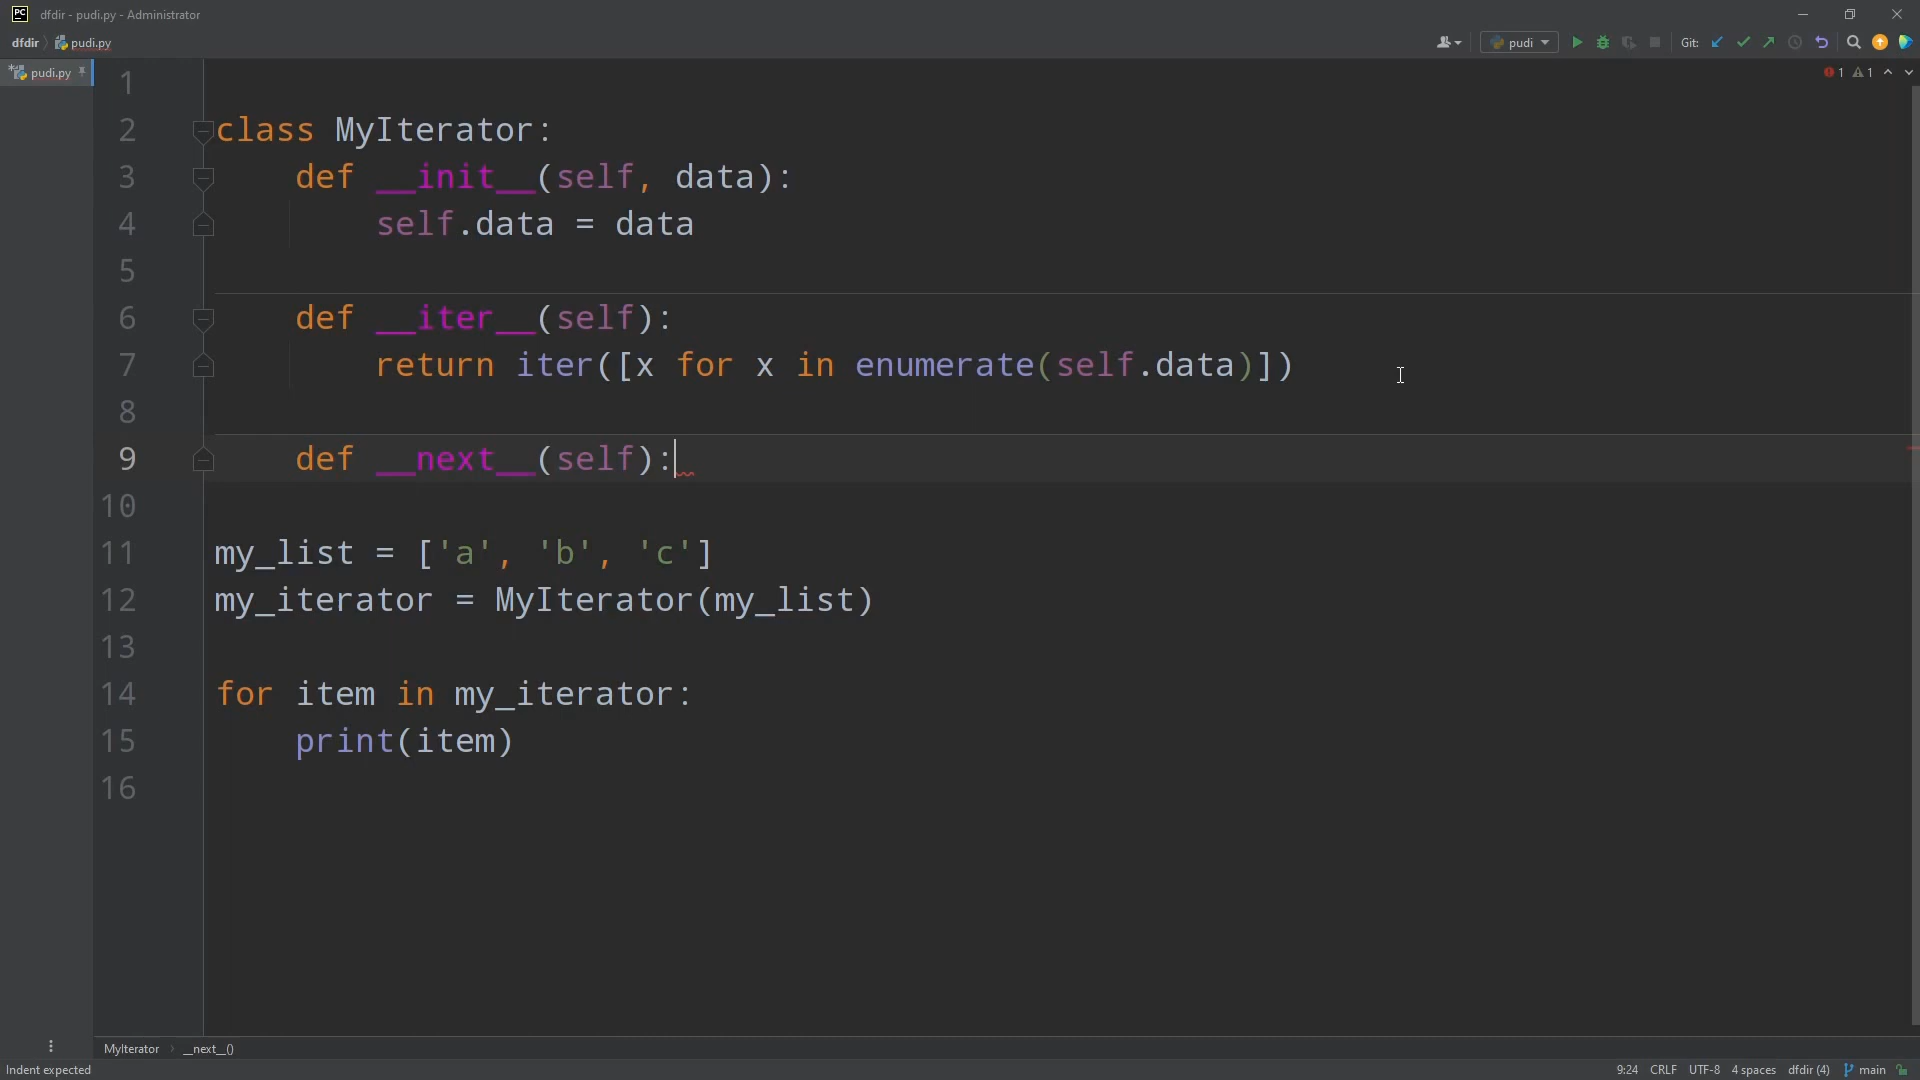 PC dfdir - pudi.py - Administrator
dfdir pudi.py
pudi Git:
pudi.py
1 1
1
2 class MyIterator:
3 def __init__(self, data):
4 self.data = data
5
6 def __iter__(self):
7 return iter([x for x in enumerate(self.data)])
8
9 def __next__(self):
10
11 my_list = ['a', 'b', 'c']
12 my_iterator = MyIterator(my_list)
13
14 for item in my_iterator:
15 print(item)
16
MyIterator __next__()
Indent expected 9:24 CRLF UTF-8 4 spaces dfdir (4) main